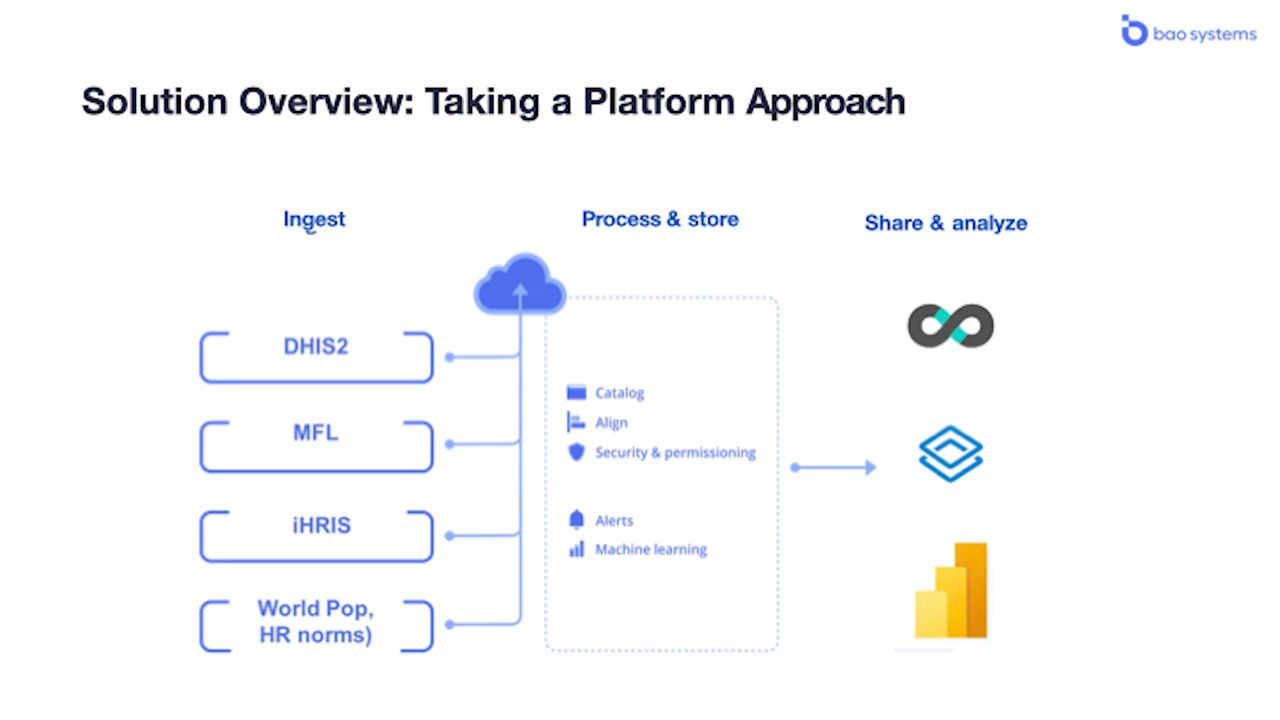 bao systems
Solution Overview: Taking a Platform Approach
Ingest
Process & store
Share & analyze
DHIS2
MFL
iHRIS
World Pop,
HR norms)
Catalog
Align
Security & permissioning
Alerts
Machine learning